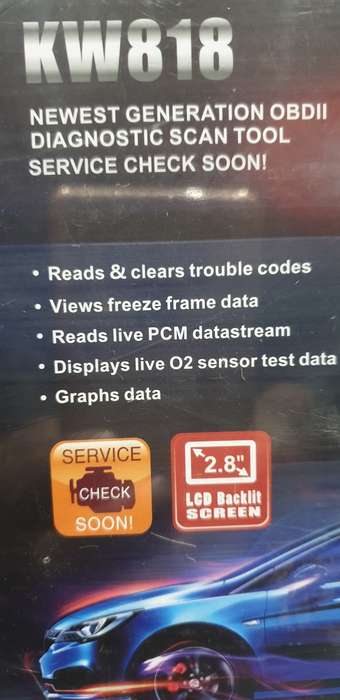 KW818
NEWEST GENERATION OBDII
DIAGNOSTIC SCAN TOOL
SERVICE CHECK SOON!
• Reads & clears trouble codes
• Views freeze frame data
• Reads live PCM datastream
• Displays live O2 sensor test data
• Graphs data
SERVICE
CHECK
SOON!
2.8"
LCD Backlit
SCREEN